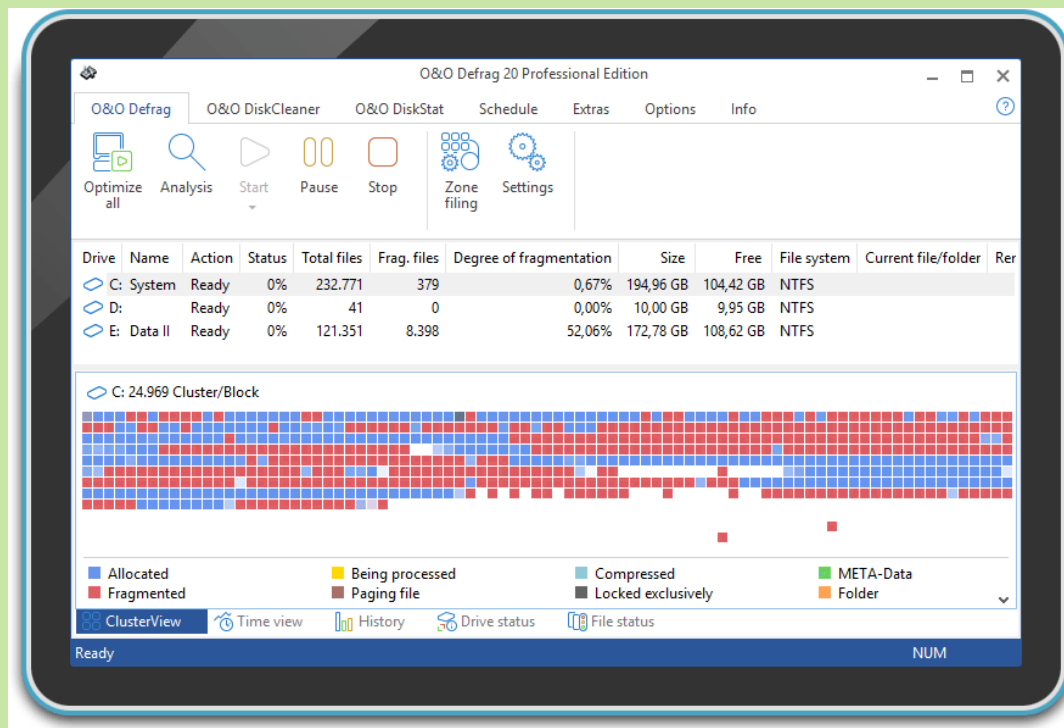 O&O Defrag 20 Professional Edition
O&O Defrag O&O DiskCleaner O&O DiskStat Schedule Extras Options Info ?
Optimize all Analysis Start Pause Stop Zone filing Settings
Drive Name Action Status Total files Frag. files Degree of fragmentation Size Free File system Current file/folder Rer
C: System Ready 0% 232.771 379 0,67% 194,96 GB 104,42 GB NTFS
D: Ready 0% 41 0 0,00% 10,00 GB 9,95 GB NTFS
E: Data II Ready 0% 121.351 8.398 52,06% 172,78 GB 108,62 GB NTFS
C: 24.969 Cluster/Block
Allocated Being processed Compressed META-Data
Fragmented Paging file Locked exclusively Folder
ClusterView Time view History Drive status File status
Ready NUM